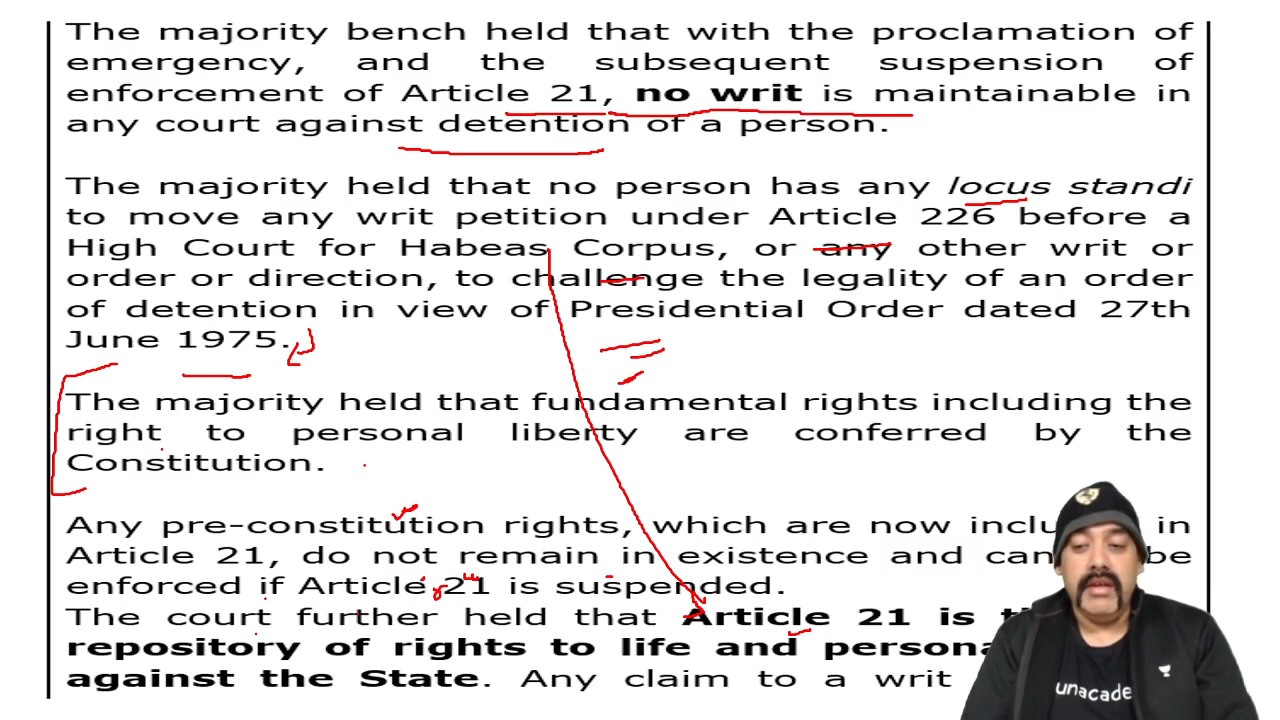 The majority bench held that with the proclamation of
emergency, and the subsequent suspension of
enforcement of Article 21, no writ is maintainable in
any court against detention of a person.
The majority held that no person has any locus standi
to move any writ petition under Article 226 before a
High Court for Habeas Corpus, or any other writ or
order or direction, to challenge the legality of an order
of detention in view of Presidential Order dated 27th
June 1975.
The majority held that fundamental rights including the
right to personal liberty are conferred by the
Constitution.
Any pre-constitution rights, which are now in
Article 21, do not remain in existence and be
enforced if Article 21 is suspended.
The court further held that Article 21 is
repository of rights to life and
against the State. Any claim to a writ
unacade